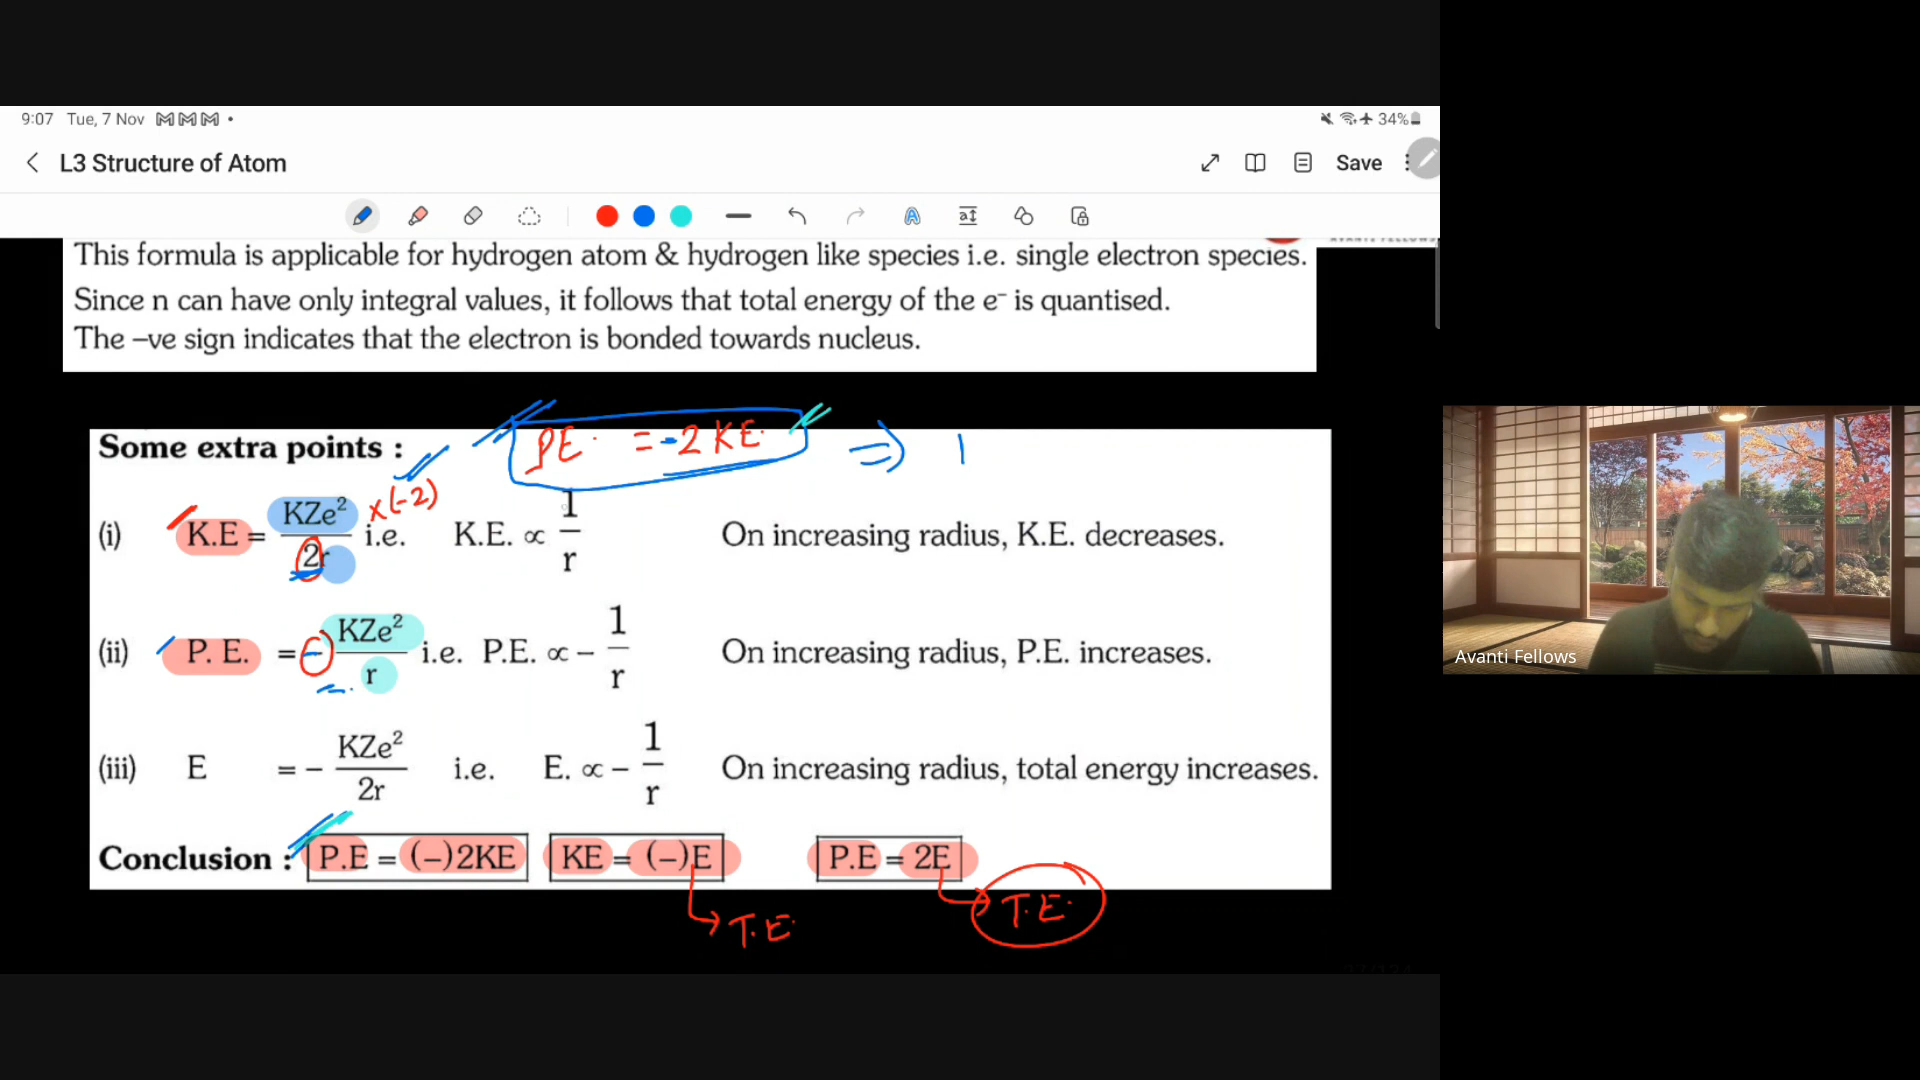 9:07 Tue, 7 Nov 34%
L3 Structure of Atom Save
This formula is applicable for hydrogen atom & hydrogen like species i.e. single electron species.
Since n can have only integral values, it follows that total energy of the e⁻ is quantised.
The –ve sign indicates that the electron is bonded towards nucleus.
PE. = -2 KE. ⇒ 1
Some extra points :
(i) K.E = KZe²/2r ×(-2) i.e. K.E. ∝ 1/r On increasing radius, K.E. decreases.
(ii) P. E. = – KZe²/r i.e. P.E. ∝ – 1/r On increasing radius, P.E. increases.
(iii) E = – KZe²/2r i.e. E. ∝ – 1/r On increasing radius, total energy increases.
Conclusion : P.E = (–)2KE KE = (–)E P.E = 2E
T.E. T.E.
Avanti Fellows